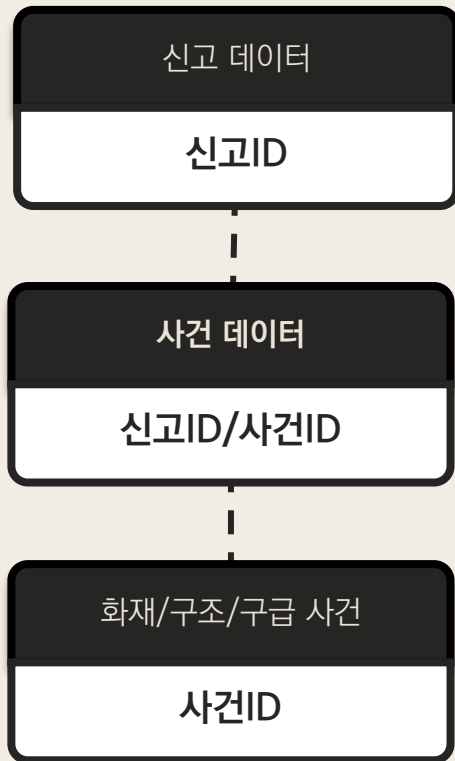 신고 데이터
신고ID
사건 데이터
신고ID/사건ID
화재/구조/구급 사건
사건ID